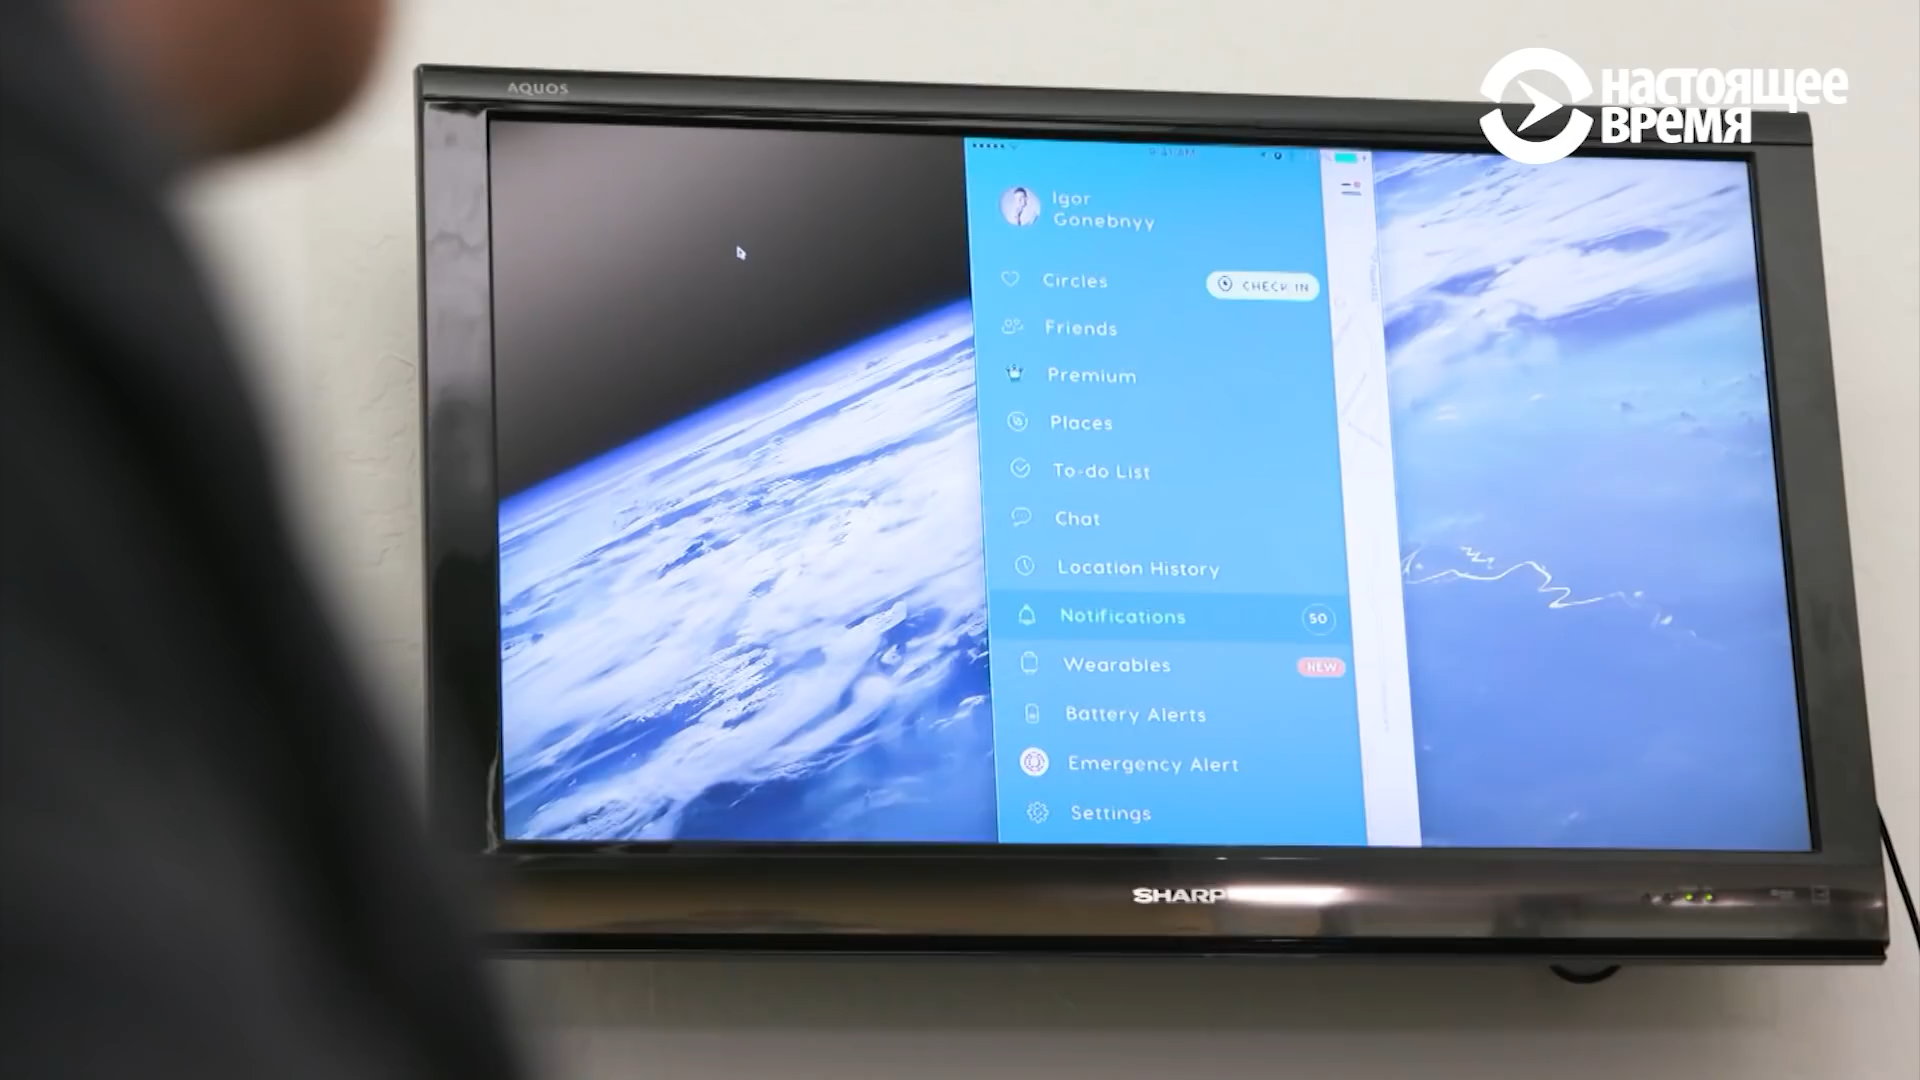 AQUOS
НАСТОЯЩЕЕ
ВРЕМЯ
Igor
Gonebnyy
Circles
CHECK IN
Friends
Premium
Places
To-do List
Chat
Location History
Notifications
50
Wearables
NEW
Battery Alerts
Emergency Alert
Settings
SHARP